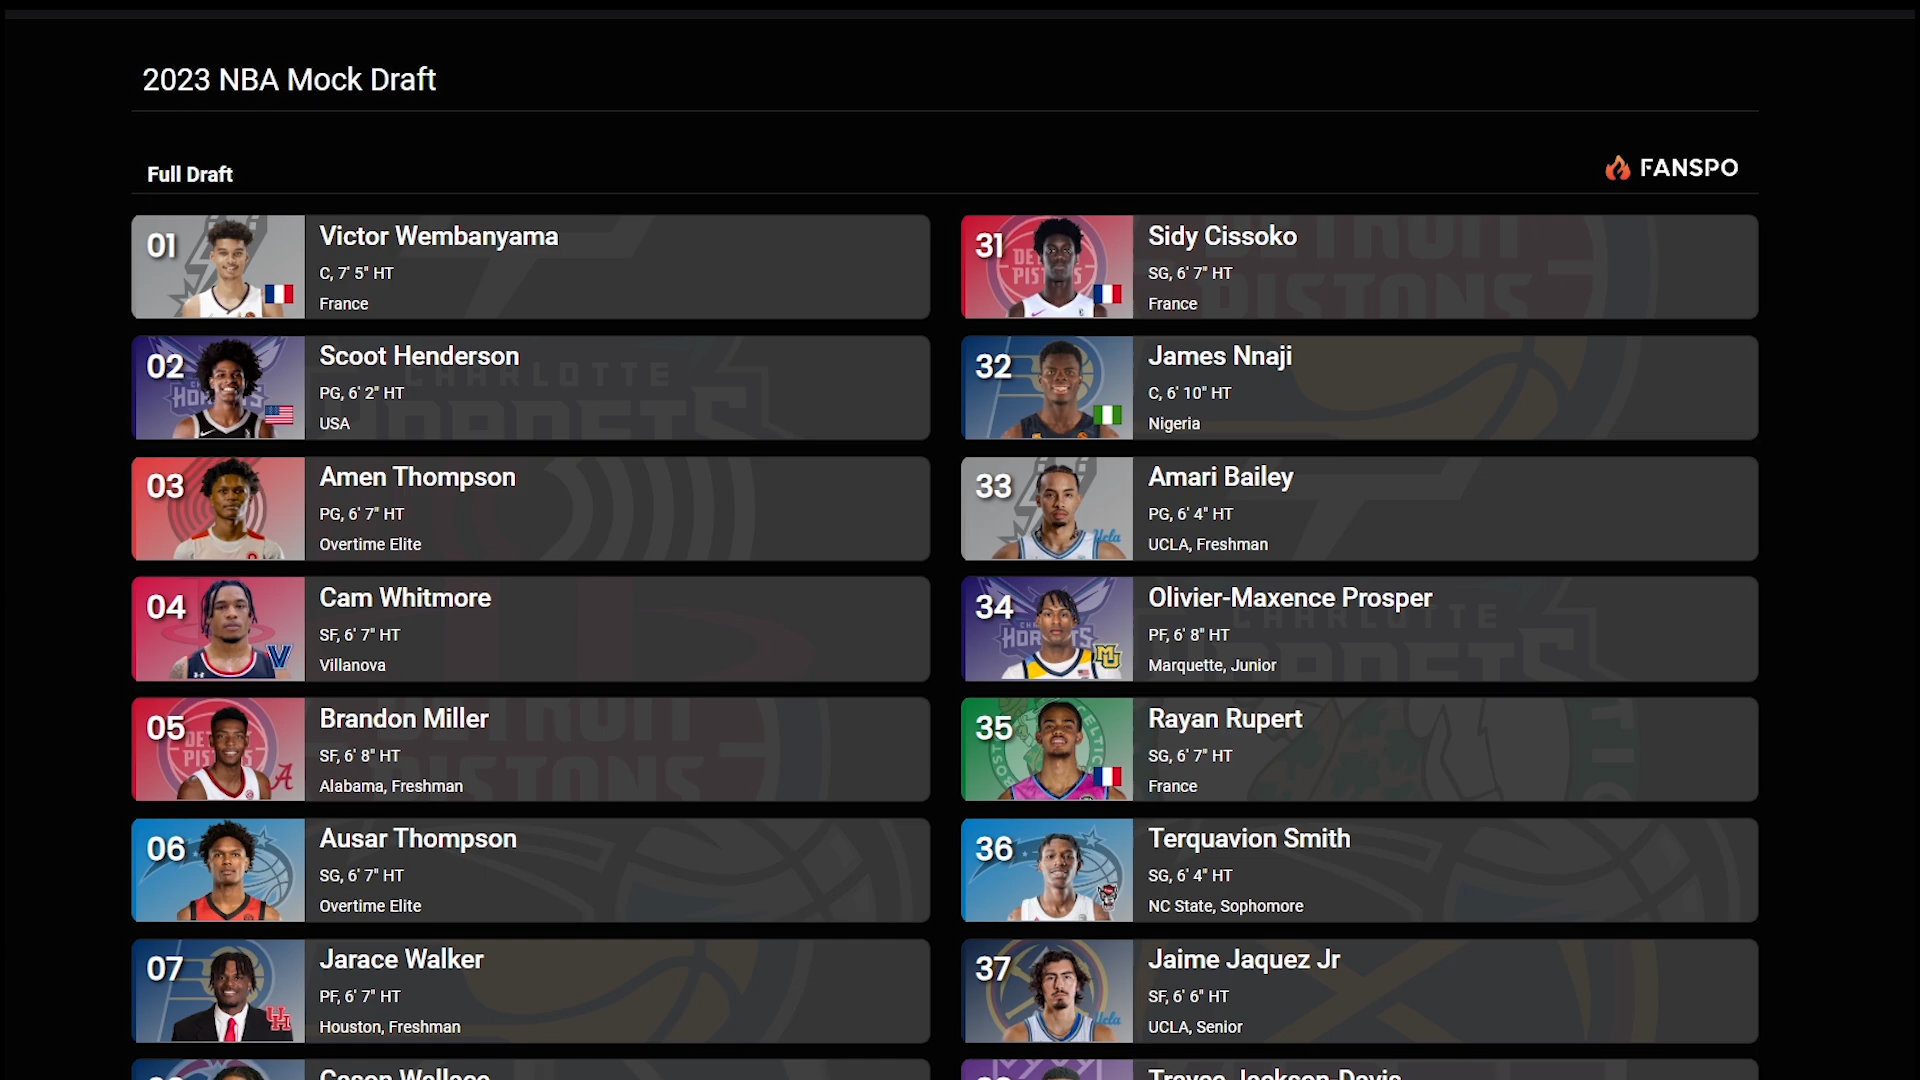 2023 NBA Mock Draft
Full Draft
FANSPO
01
Victor Wembanyama
C, 7' 5" HT
France
02
Scoot Henderson
PG, 6' 2" HT
USA
03
Amen Thompson
PG, 6' 7" HT
Overtime Elite
04
Cam Whitmore
SF, 6' 7" HT
Villanova
05
Brandon Miller
SF, 6' 8" HT
Alabama, Freshman
06
Ausar Thompson
SG, 6' 7" HT
Overtime Elite
07
Jarace Walker
PF, 6' 7" HT
Houston, Freshman
Cason Wallace
31
Sidy Cissoko
SG, 6' 7" HT
France
32
James Nnaji
C, 6' 10" HT
Nigeria
33
Amari Bailey
PG, 6' 4" HT
UCLA, Freshman
34
Olivier-Maxence Prosper
PF, 6' 8" HT
Marquette, Junior
35
Rayan Rupert
SG, 6' 7" HT
France
36
Terquavion Smith
SG, 6' 4" HT
NC State, Sophomore
37
Jaime Jaquez Jr
SF, 6' 6" HT
UCLA, Senior
Trayce Jackson-Davis